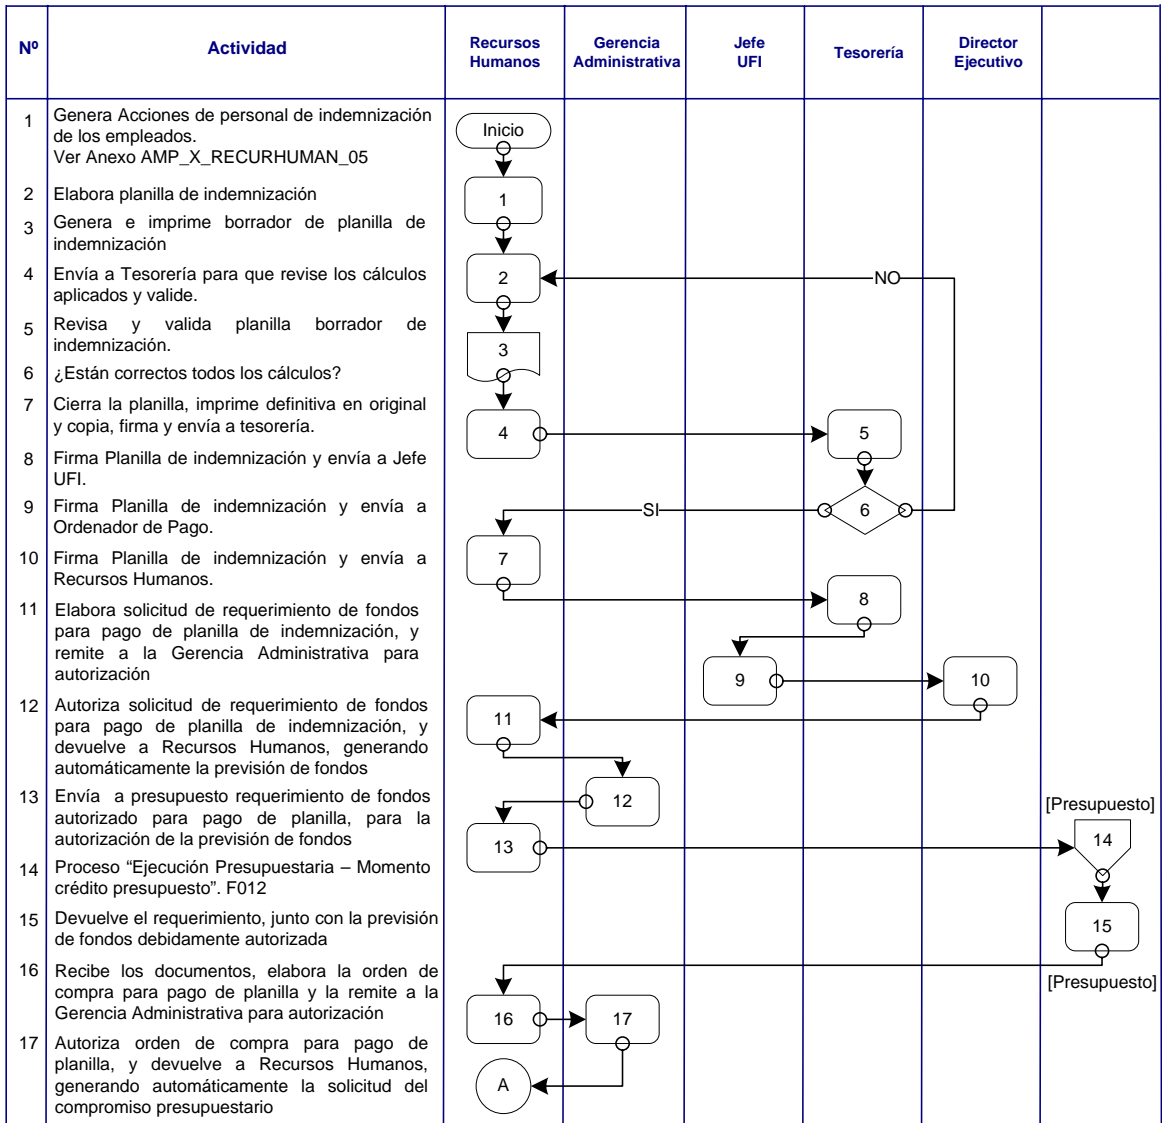 Nº
Actividad
Recursos
Humanos
Gerencia
Administrativa
Jefe
UFI
Tesorería
Director
Ejecutivo
1
Genera Acciones de personal de indemnización
de los empleados.
Ver Anexo AMP_X_RECURHUMAN_05
2
Elabora planilla de indemnización
3
Genera e imprime borrador de planilla de
indemnización
4
Envía a Tesorería para que revise los cálculos
aplicados y valide.
5
Revisa y valida planilla borrador de
indemnización.
6
¿Están correctos todos los cálculos?
7
Cierra la planilla, imprime definitiva en original
y copia, firma y envía a tesorería.
8
Firma Planilla de indemnización y envía a Jefe
UFI.
9
Firma Planilla de indemnización y envía a
Ordenador de Pago.
10
Firma Planilla de indemnización y envía a
Recursos Humanos.
11
Elabora solicitud de requerimiento de fondos
para pago de planilla de indemnización, y
remite a la Gerencia Administrativa para
autorización
12
Autoriza solicitud de requerimiento de fondos
para pago de planilla de indemnización, y
devuelve a Recursos Humanos, generando
automáticamente la previsión de fondos
13
Envía a presupuesto requerimiento de fondos
autorizado para pago de planilla, para la
autorización de la previsión de fondos
14
Proceso “Ejecución Presupuestaria – Momento
crédito presupuesto”. F012
15
Devuelve el requerimiento, junto con la previsión
de fondos debidamente autorizada
16
Recibe los documentos, elabora la orden de
compra para pago de planilla y la remite a la
Gerencia Administrativa para autorización
17
Autoriza orden de compra para pago de
planilla, y devuelve a Recursos Humanos,
generando automáticamente la solicitud del
compromiso presupuestario
Inicio
1
2
NO
3
4
5
SI
6
7
8
9
10
11
12
[Presupuesto]
13
14
15
[Presupuesto]
16
17
A